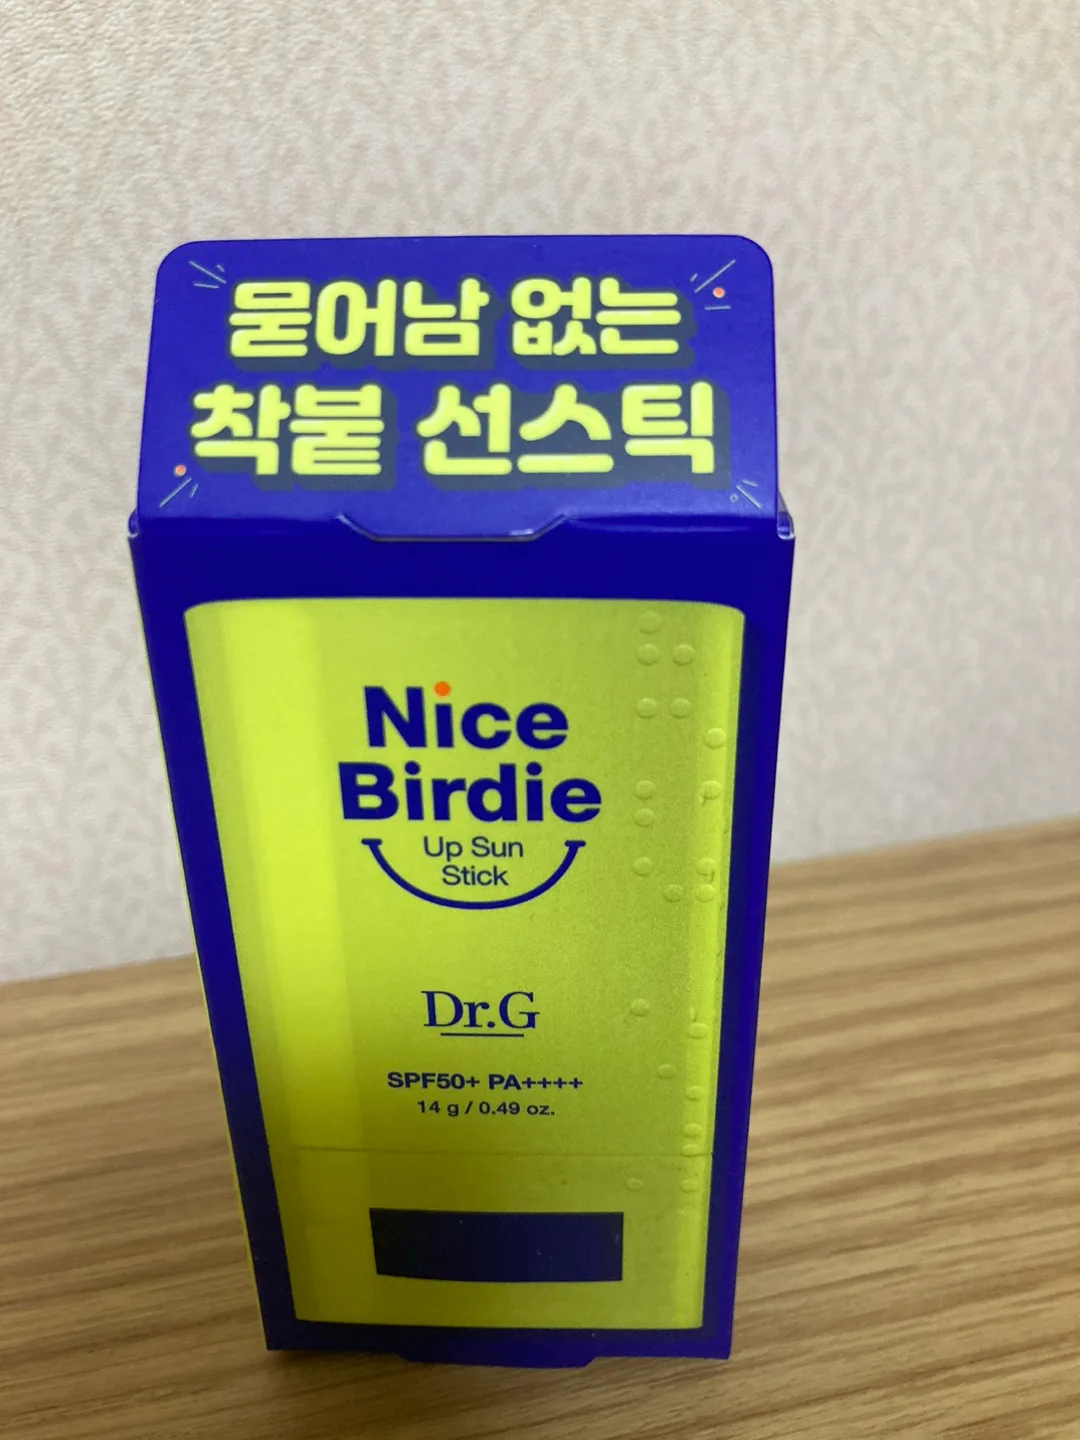 묻어남 없는
착붙 선스틱
Nice
Birdie
Up Sun
Stick
Dr.G
SPF50+ PA++++
14 g / 0.49 oz.